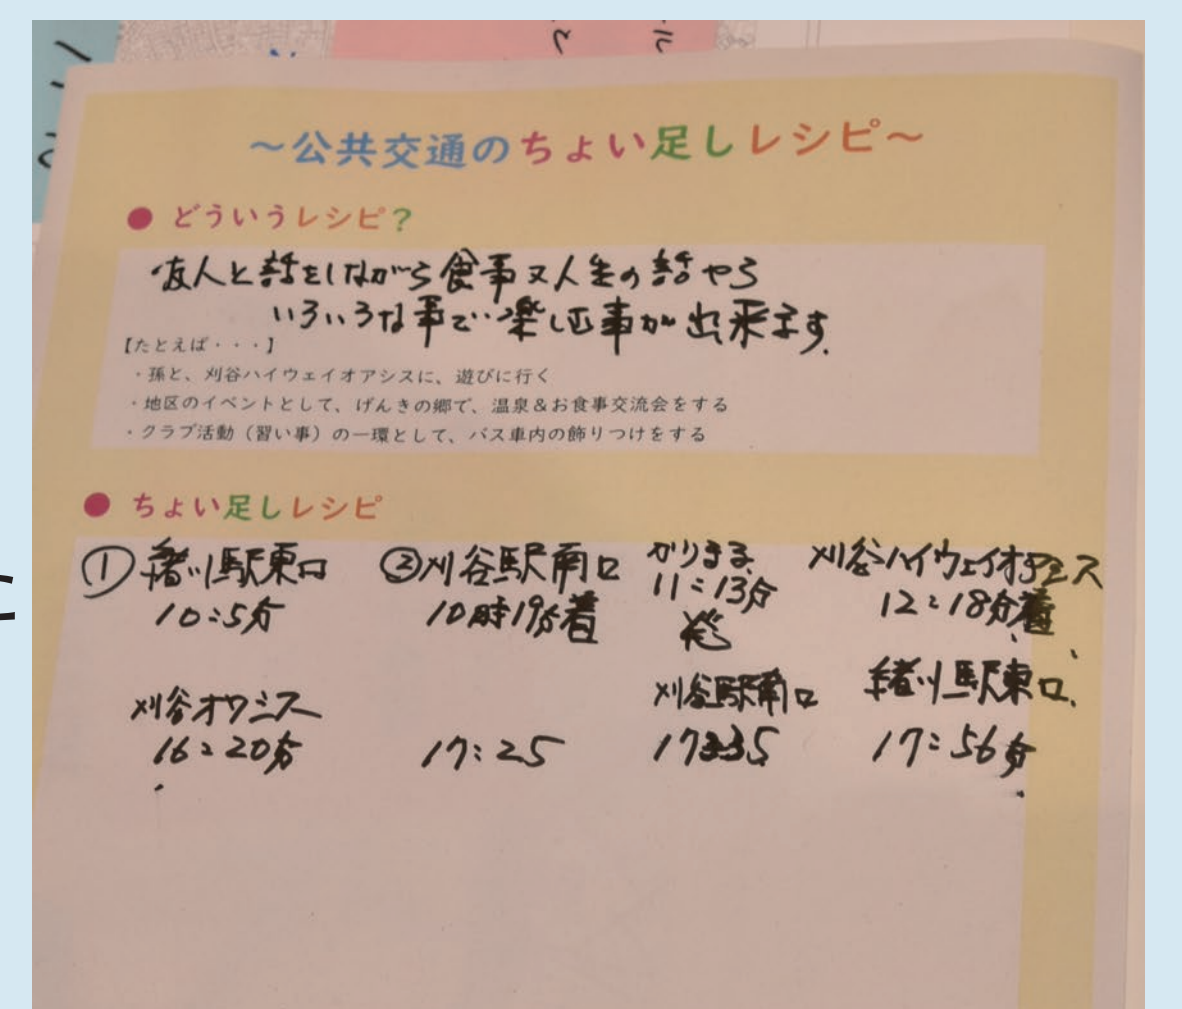 ～公共交通のちょい足しレシピ～
● どういうレシピ？
友人と話をしながら食事又人生の話やら
いろいろな事で楽しむ事が出来ます.
【たとえば・・・】
・孫と、刈谷ハイウェイオアシスに、遊びに行く
・地区のイベントとして、げんきの郷で、温泉＆お食事交流会をする
・クラブ活動（習い事）の一環として、バス車内の飾りつけをする
● ちょい足しレシピ
① 緒川駅東口 ②刈谷駅南口 かりまる 刈谷ハイウェイオアシス
10:5分 10時19分着 11:13分 12:18分着
発
刈谷オワシス 刈谷駅南口 緒川駅東口
16:20分 17:25 17:35 17:56分